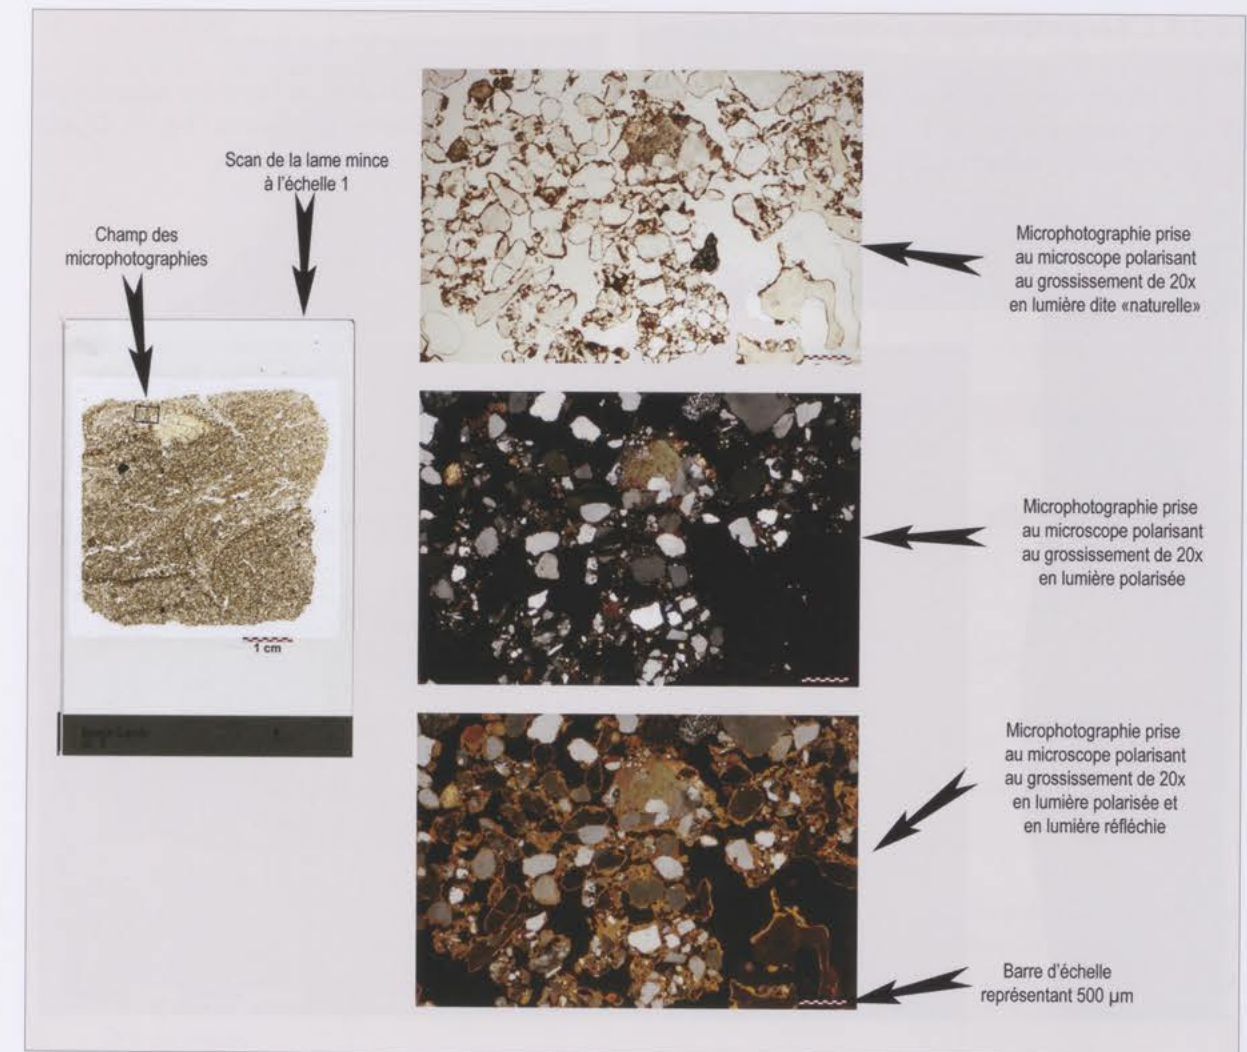 Scan de la lame mince
à l'échelle 1
Champ des
microphotographies
1 cm
Microphotographie prise
au microscope polarisant
au grossissement de 20x
en lumière dite «naturelle»
Microphotographie prise
au microscope polarisant
au grossissement de 20x
en lumière polarisée
Microphotographie prise
au microscope polarisant
au grossissement de 20x
en lumière polarisée et
en lumière réfléchie
Barre d'échelle
représentant 500 µm